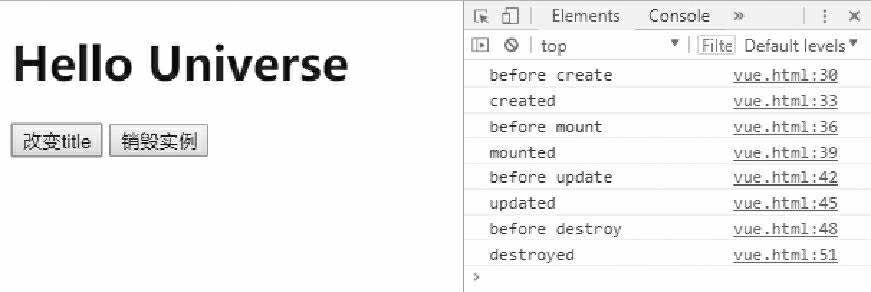 Hello Universe
改变title 销毁实例
Elements Console »
top Filte Default levels
before create vue.html:30
created vue.html:33
before mount vue.html:36
mounted vue.html:39
before update vue.html:42
updated vue.html:45
before destroy vue.html:48
destroyed vue.html:51
>